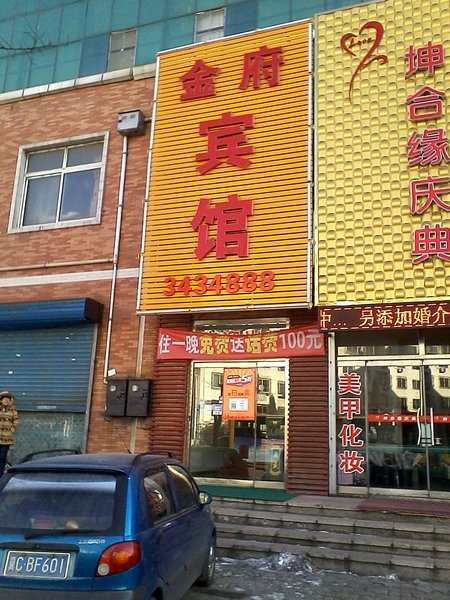 金府
宾馆
3434888
坤合缘庆典
住一晚免费送话费100元
另添加婚介
美甲化妆
C·BF601